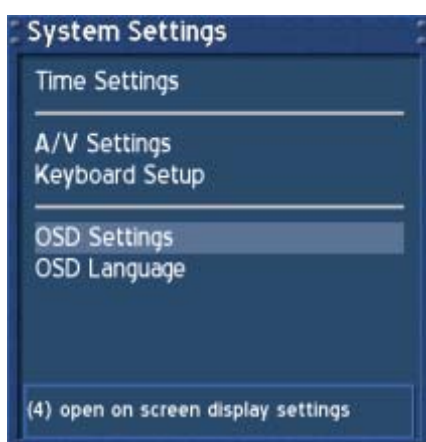 System Settings
Time Settings
A/V Settings
Keyboard Setup
OSD Settings
OSD Language
(4) open on screen display settings